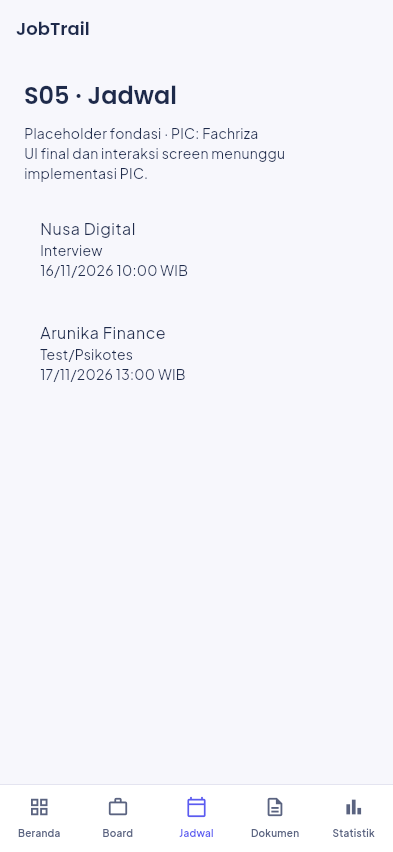 JobTrail
S05 · Jadwal
Placeholder fondasi · PIC: Fachriza
UI final dan interaksi screen menunggu
implementasi PIC.
Nusa Digital
Interview
16/11/2026 10:00 WIB
Arunika Finance
Test/Psikotes
17/11/2026 13:00 WIB
Beranda
Board
Jadwal
Dokumen
Statistik